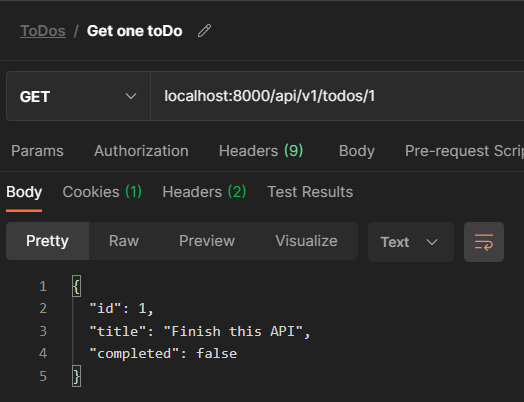 ToDos / Get one toDo
GET localhost:8000/api/v1/todos/1
Params Authorization Headers (9) Body Pre-request Scrip
Body Cookies (1) Headers (2) Test Results
Pretty Raw Preview Visualize Text
1 {
2 "id": 1,
3 "title": "Finish this API",
4 "completed": false
5 }